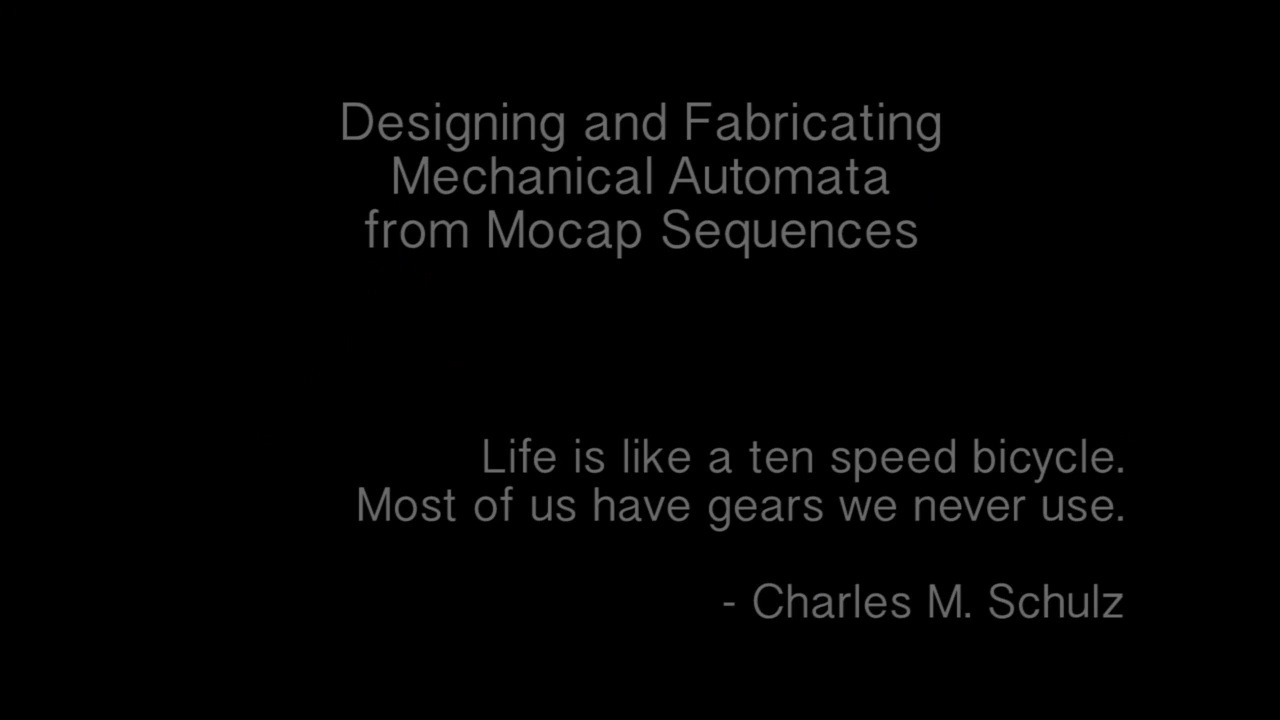 Designing and Fabricating
Mechanical Automata
from Mocap Sequences
Life is like a ten speed bicycle.
Most of us have gears we never use.
- Charles M. Schulz